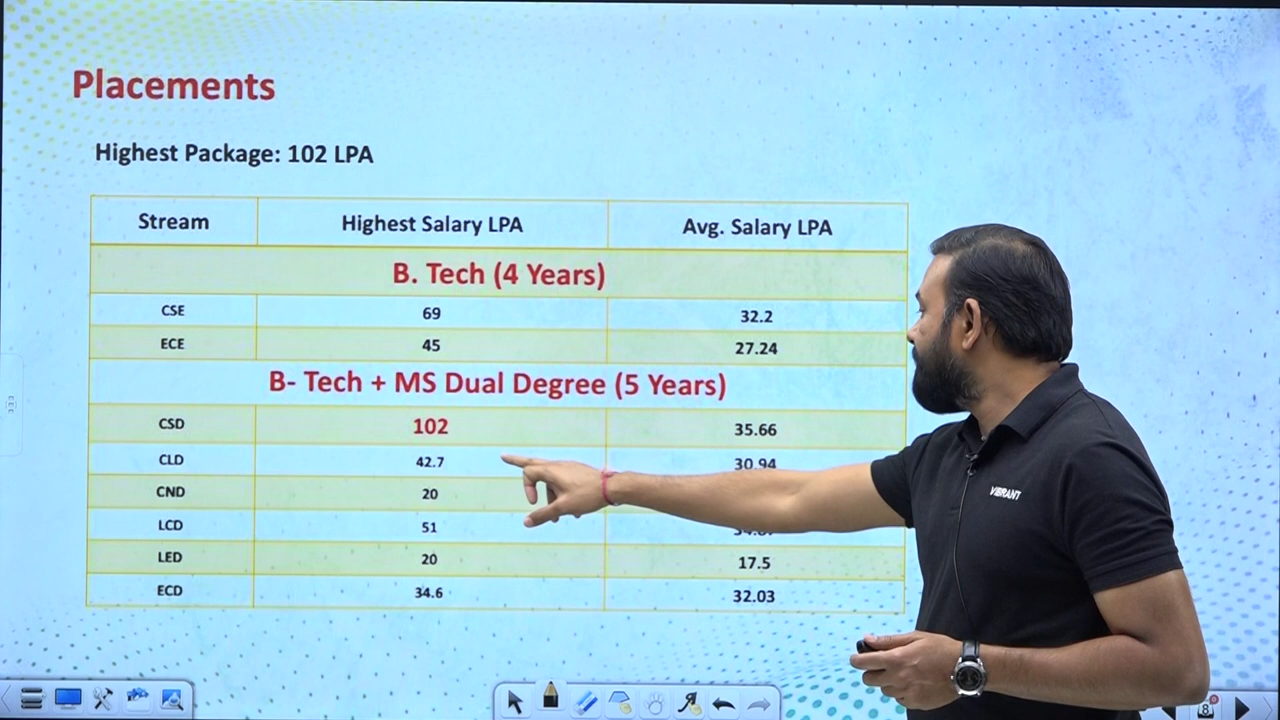 Placements
Highest Package: 102 LPA
Stream Highest Salary LPA Avg. Salary LPA
B. Tech (4 Years)
CSE 69 32.2
ECE 45 27.24
B- Tech + MS Dual Degree (5 Years)
CSD 102 35.66
CLD 42.7 30.94
CND 20
LCD 51
LED 20 17.5
ECD 34.6 32.03
VIBRANT
8